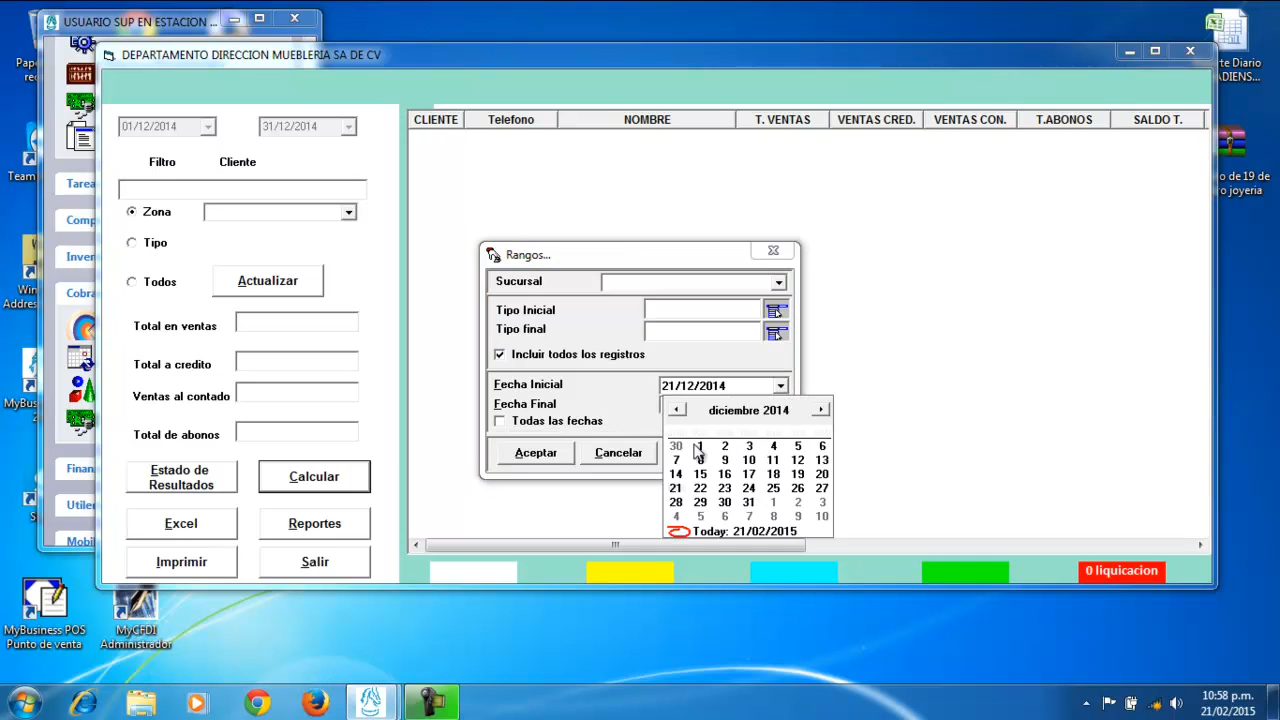 USUARIO SUP EN ESTACION ...
DEPARTAMENTO DIRECCION MUEBLERIA SA DE CV
01/12/2014
31/12/2014
Filtro
Cliente
Zona
Tipo
Todos
Actualizar
Total en ventas
Total a credito
Ventas al contado
Total de abonos
Estado de
Resultados
Calcular
Excel
Reportes
Imprimir
Salir
CLIENTE
Telefono
NOMBRE
T. VENTAS
VENTAS CRED.
VENTAS CON.
T.ABONOS
SALDO T.
Rangos...
Sucursal
Tipo Inicial
Tipo final
Incluir todos los registros
Fecha Inicial
21/12/2014
Fecha Final
Todas las fechas
Aceptar
Cancelar
diciembre 2014
30 1 2 3 4 5 6
7 8 9 10 11 12 13
14 15 16 17 18 19 20
21 22 23 24 25 26 27
28 29 30 31 1 2 3
4 5 6 7 8 9 10
Today: 21/02/2015
0 liquicacion
Tarea
Comp
Inven
Cobra
Finan
Utile
Mobil
Pap
rec
Team
Win
Addres
MyBus
2
S
MyBusiness POS
Punto de venta
MyCFDI
Administrador
rte Diario
ADIENS...
o de 19 de
joyeria
10:58 p.m.
21/02/2015